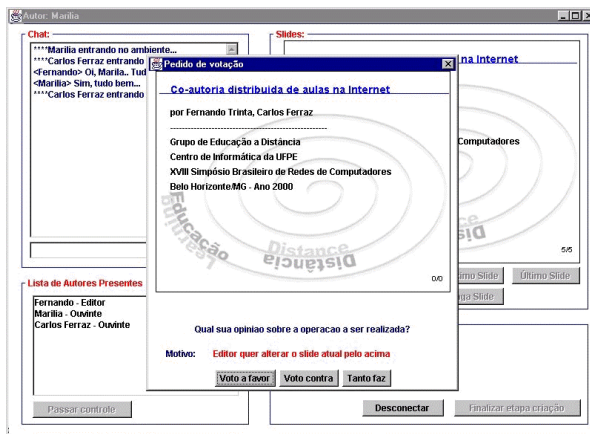 Autor: Marilia
Chat:
****Marilia entrando no ambiente...
****Carlos Ferraz entrando
<Fernando> Oi, Marila.. Tud
<Marilia> Sim, tudo bem...
****Carlos Ferraz entrando
Lista de Autores Presentes
Fernando - Editor
Marilia - Ouvinte
Carlos Ferraz - Ouvinte
Passar controle
Pedido de votação
Co-autoria distribuida de aulas na Internet
por Fernando Trinta, Carlos Ferraz
----------------------------------------------------
Grupo de Educação a Distância
Centro de Informática da UFPE
XVIII Simpósio Brasileiro de Redes de Computadores
Belo Horizonte/MG - Ano 2000
Educação
Learning
Distance
Distância
0/0
Qual sua opiniao sobre a operacao a ser realizada?
Motivo: Editor quer alterar o slide atual pelo acima
Voto a favor Voto contra Tanto faz
Slides:
na Internet
Computadores
5/5
imo Slide Último Slide
aga Slide
Desconectar Finalizar etapa criação